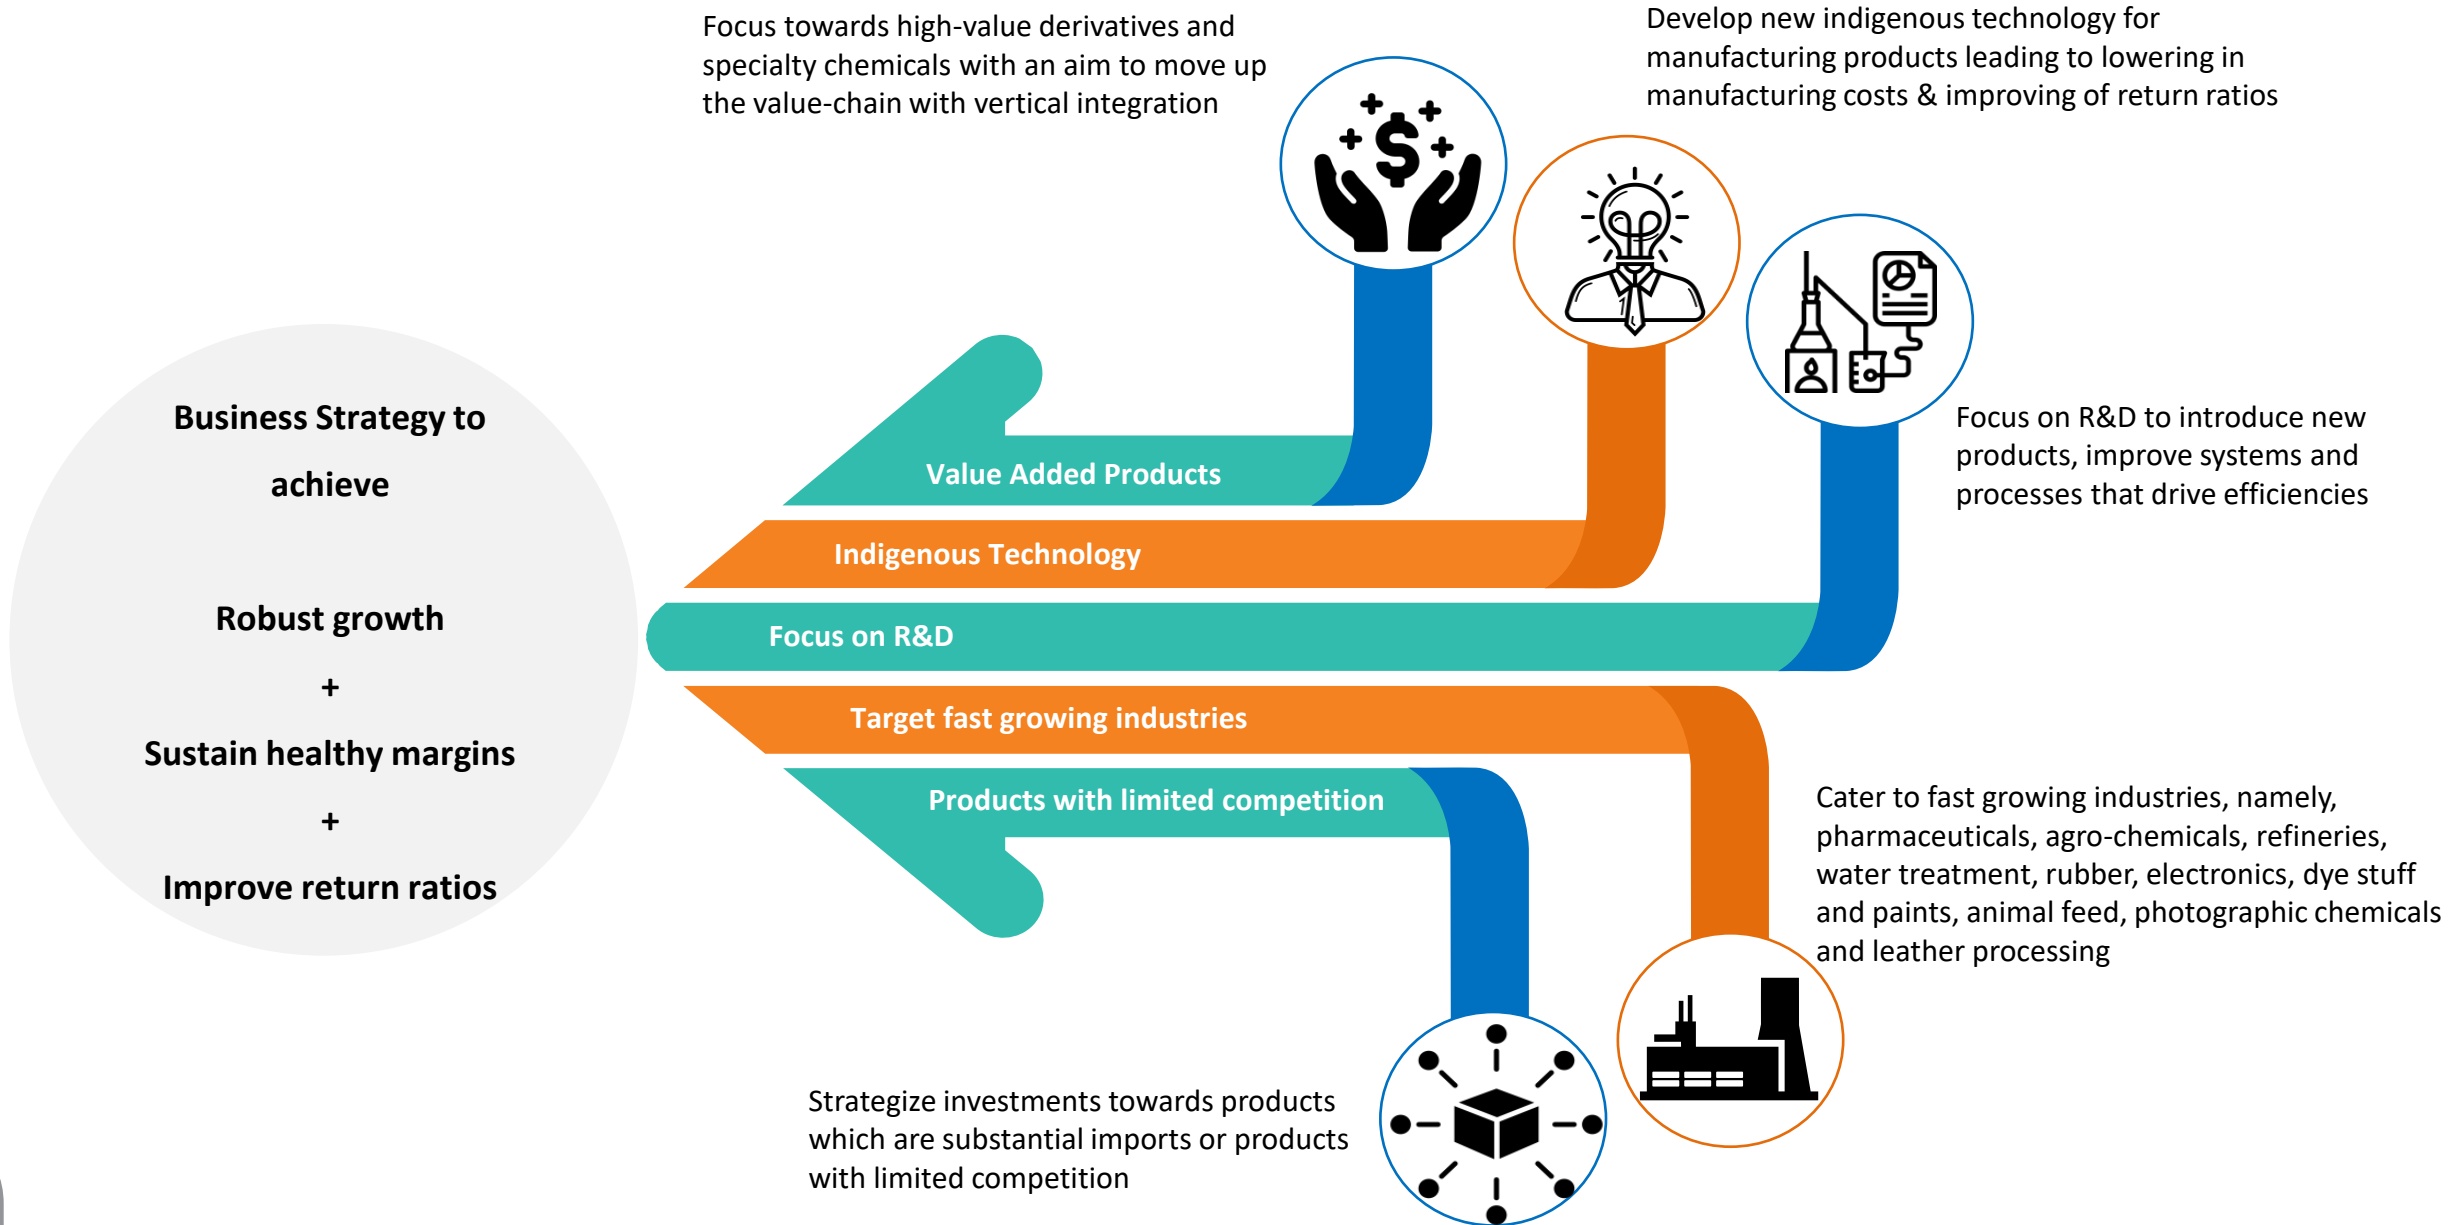 Focus towards high-value derivatives and
specialty chemicals with an aim to move up
the value-chain with vertical integration
Develop new indigenous technology for
manufacturing products leading to lowering in
manufacturing costs & improving of return ratios
Focus on R&D to introduce new
products, improve systems and
processes that drive efficiencies
Business Strategy to
achieve
Robust growth
+
Sustain healthy margins
+
Improve return ratios
Value Added Products
Indigenous Technology
Focus on R&D
Target fast growing industries
Products with limited competition
Cater to fast growing industries, namely,
pharmaceuticals, agro-chemicals, refineries,
water treatment, rubber, electronics, dye stuff
and paints, animal feed, photographic chemicals
and leather processing
Strategize investments towards products
which are substantial imports or products
with limited competition